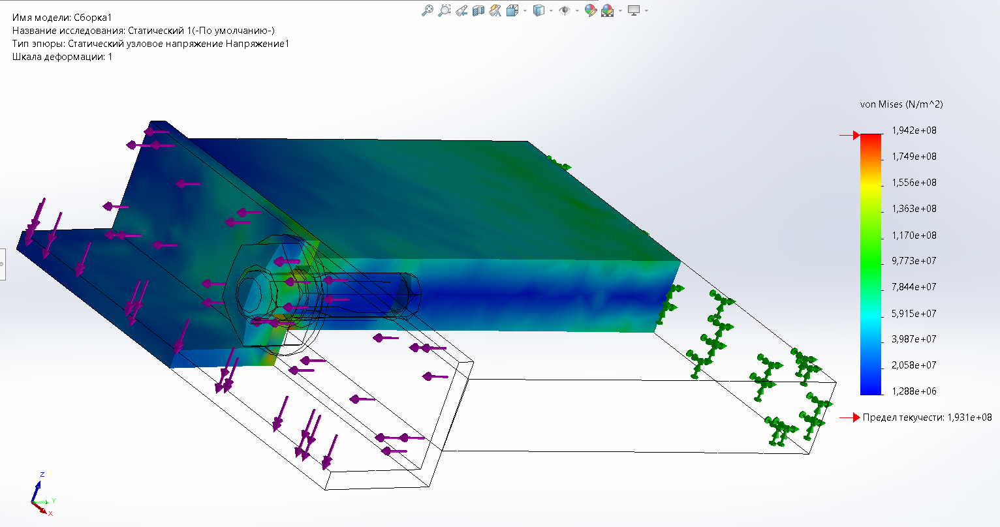 Имя модели: Сборка1
Название исследования: Статический 1(-По умолчанию-)
Тип эпюры: Статический узловое напряжение Напряжение1
Шкала деформации: 1
von Mises (N/m^2)
1,942e+08
1,749e+08
1,556e+08
1,363e+08
1,170e+08
9,773e+07
7,844e+07
5,915e+07
3,987e+07
2,058e+07
1,288e+06
Предел текучести: 1,931e+08
Z
Y
X